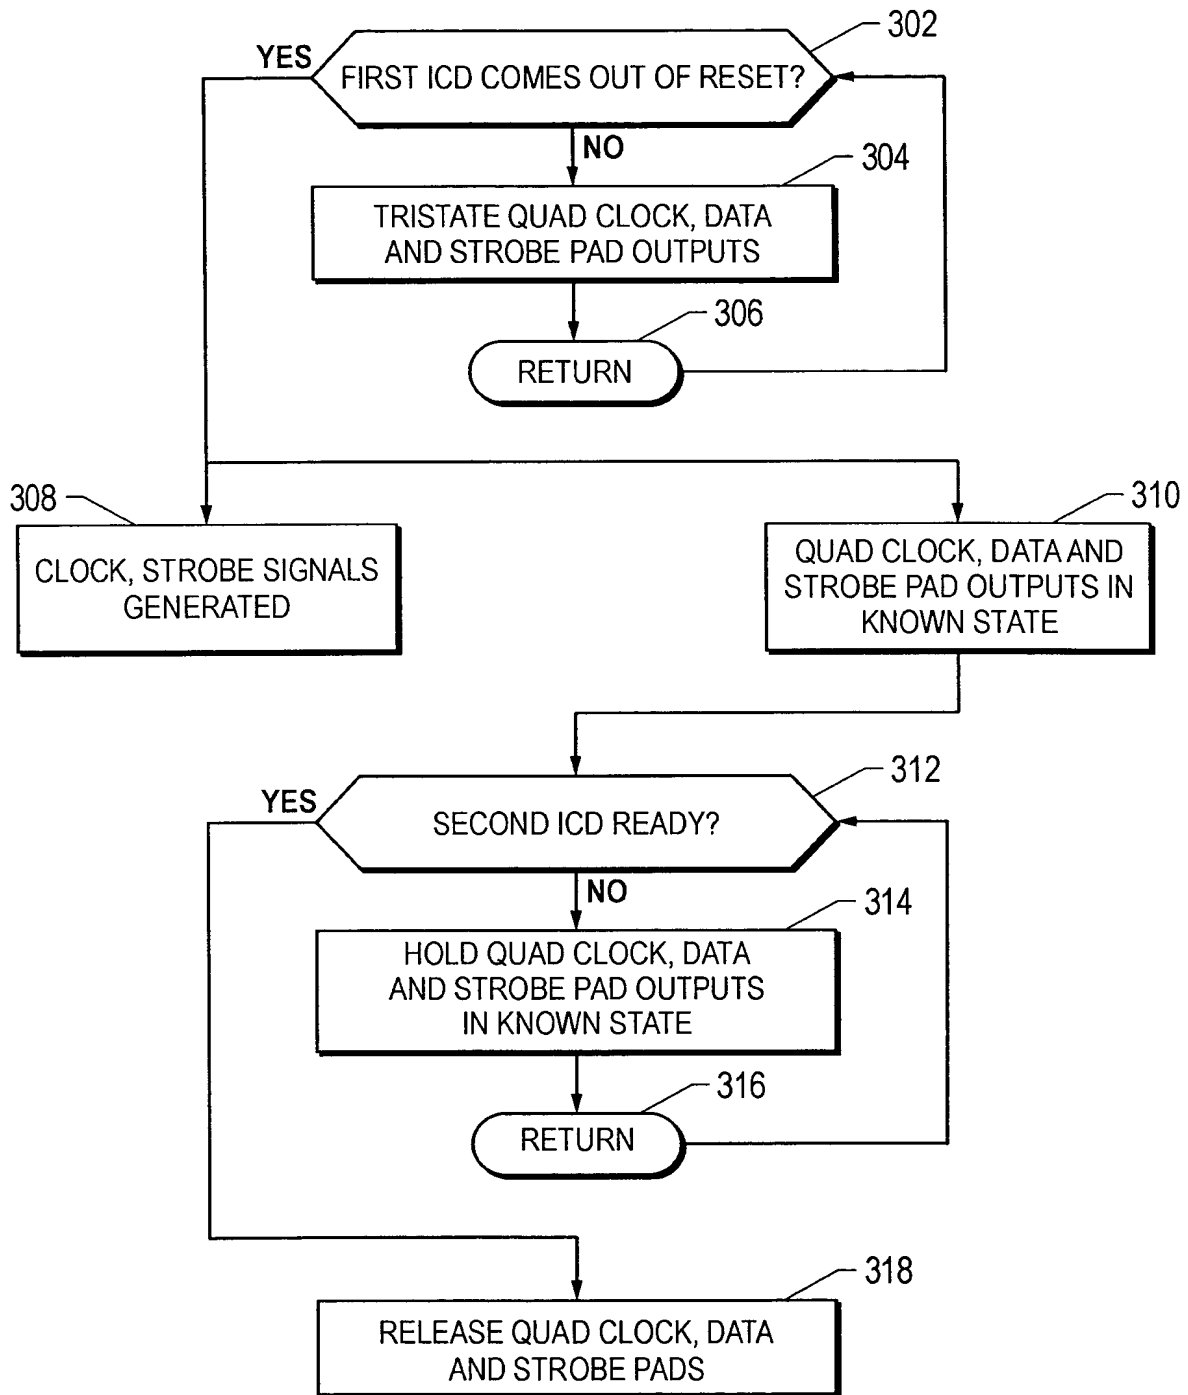 302
YES
FIRST ICD COMES OUT OF RESET?
NO
304
TRISTATE QUAD CLOCK, DATA
AND STROBE PAD OUTPUTS
306
RETURN
308
CLOCK, STROBE SIGNALS
GENERATED
310
QUAD CLOCK, DATA AND
STROBE PAD OUTPUTS IN
KNOWN STATE
312
YES
SECOND ICD READY?
NO
314
HOLD QUAD CLOCK, DATA
AND STROBE PAD OUTPUTS
IN KNOWN STATE
316
RETURN
318
RELEASE QUAD CLOCK, DATA
AND STROBE PADS